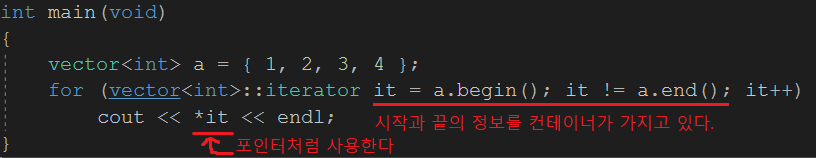 int main(void)
{
vector<int> a = { 1, 2, 3, 4 };
for (vector<int>::iterator it = a.begin(); it != a.end(); it++)
cout << *it << endl;
시작과 끝의 정보를 컨테이너가 가지고 있다.
포인터처럼 사용한다
}